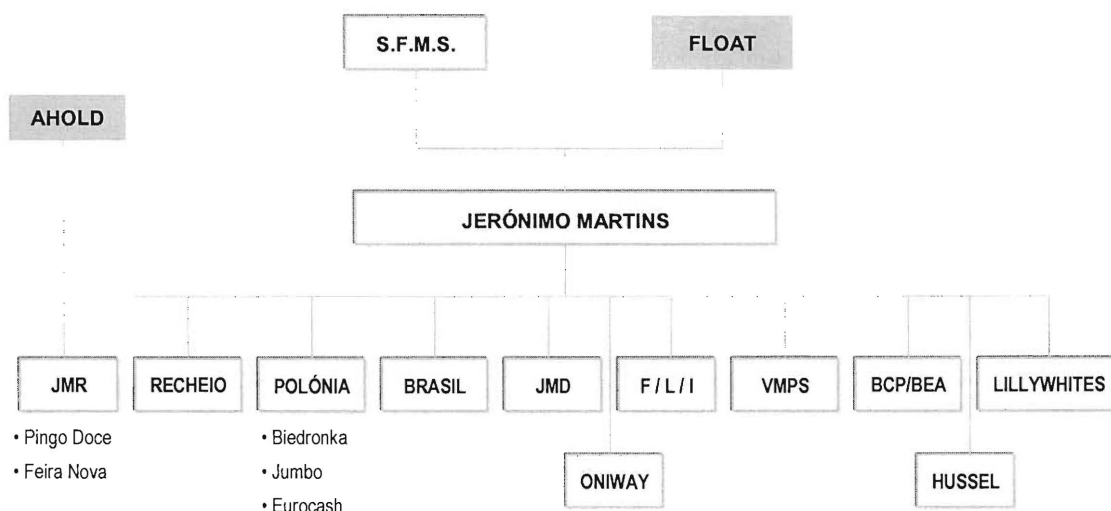 S.F.M.S.
FLOAT
AHOLD
JERÓNIMO MARTINS
JMR
RECHEIO
POLÓNIA
BRASIL
JMD
F / L / I
VMPS
BCP/BEA
LILLYWHITES
• Pingo Doce
• Feira Nova
• Biedronka
• Jumbo
• Eurocash
ONIWAY
HUSSEL